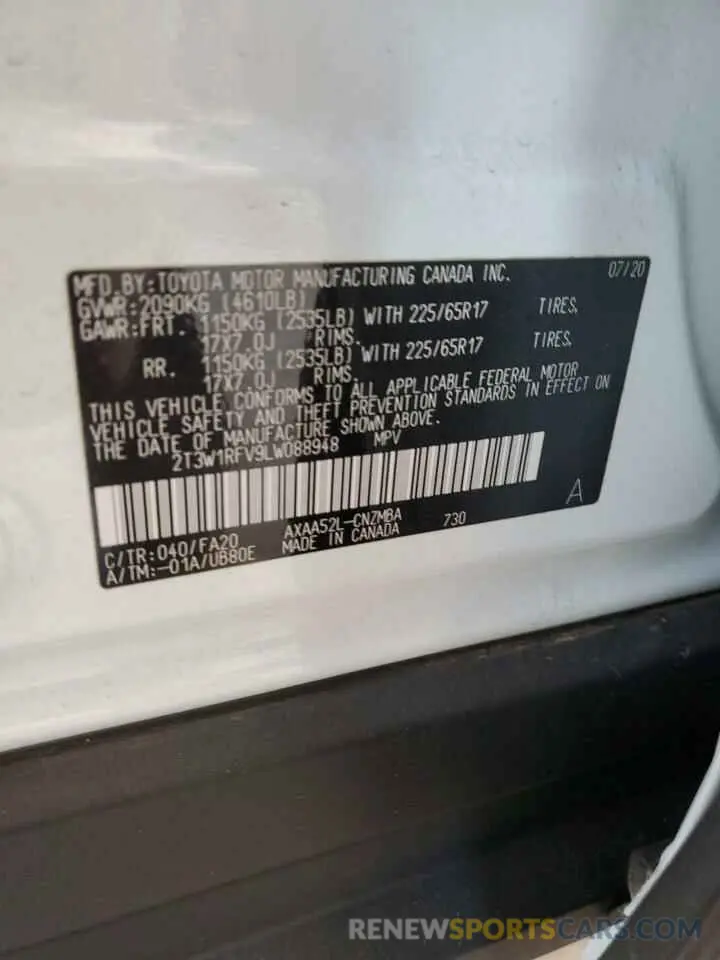 MFD. BY: TOYOTA MOTOR MANUFACTURING CANADA INC. 07/20
GVWR: 2090KG (4610LB)
GAWR: FRT. 1150KG (2535LB) WITH 225/65R17 TIRES,
17X7.0J RIMS.
RR. 1150KG (2535LB) WITH 225/65R17 TIRES,
17X7.0J RIMS.
THIS VEHICLE CONFORMS TO ALL APPLICABLE FEDERAL MOTOR
VEHICLE SAFETY AND THEFT PREVENTION STANDARDS IN EFFECT ON
THE DATE OF MANUFACTURE SHOWN ABOVE.
2T3W1RFV9LW088948 MPV
A
C/TR: 040/FA20 AXAA52L-CNZMBA 730
A/TM:-01A/UB80E MADE IN CANADA
RENEWSPORTSCAR.COM